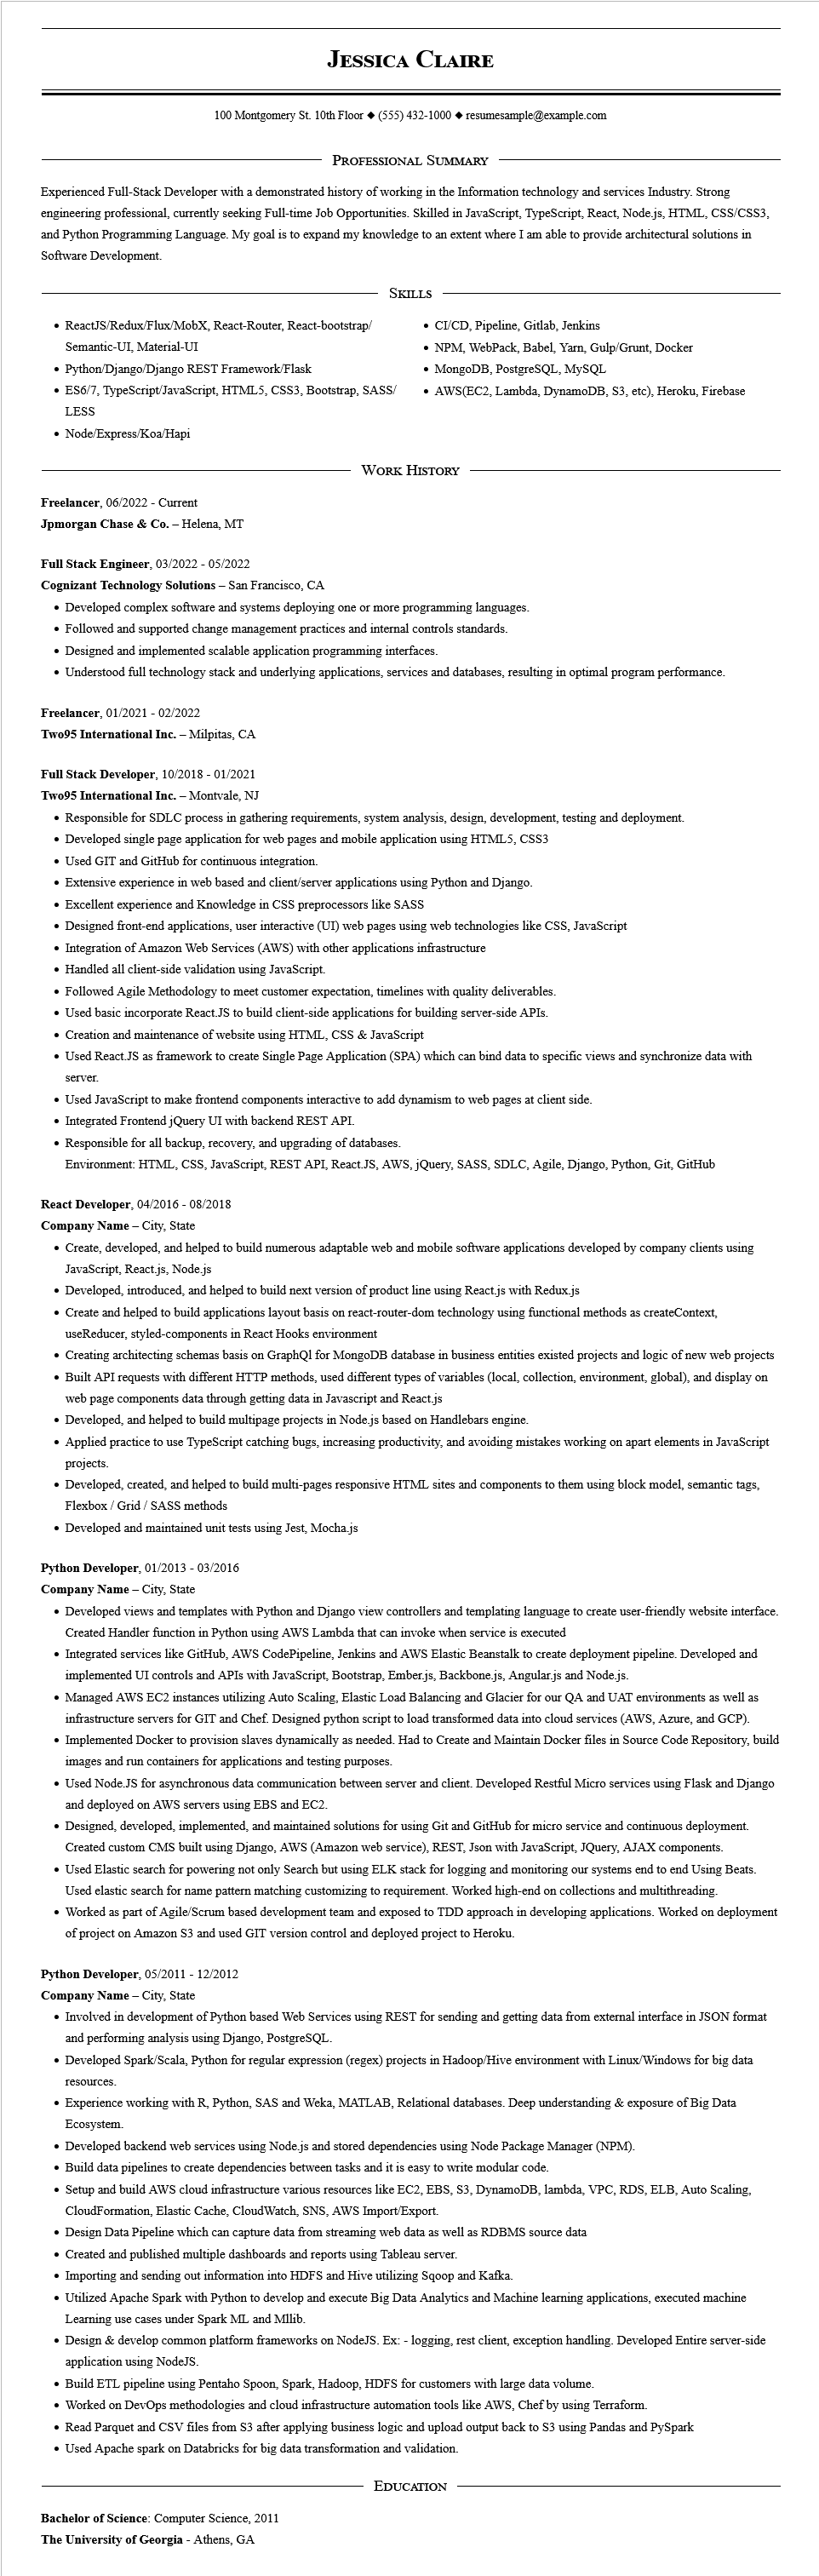 Jessica Claire
100 Montgomery St. 10th Floor ◆ (555) 432-1000 ◆ resumesample@example.com
Professional Summary
Experienced Full-Stack Developer with a demonstrated history of working in the Information technology and services Industry. Strong
engineering professional, currently seeking Full-time Job Opportunities. Skilled in JavaScript, TypeScript, React, Node.js, HTML, CSS/CSS3,
and Python Programming Language. My goal is to expand my knowledge to an extent where I am able to provide architectural solutions in
Software Development.
Skills
• ReactJS/Redux/Flux/MobX, React-Router, React-bootstrap/
Semantic-UI, Material-UI
• Python/Django/Django REST Framework/Flask
• ES6/7, TypeScript/JavaScript, HTML5, CSS3, Bootstrap, SASS/
LESS
• Node/Express/Koa/Hapi
• CI/CD, Pipeline, Gitlab, Jenkins
• NPM, WebPack, Babel, Yarn, Gulp/Grunt, Docker
• MongoDB, PostgreSQL, MySQL
• AWS(EC2, Lambda, DynamoDB, S3, etc), Heroku, Firebase
Work History
Freelancer, 06/2022 - Current
Jpmorgan Chase & Co. – Helena, MT
Full Stack Engineer, 03/2022 - 05/2022
Cognizant Technology Solutions – San Francisco, CA
• Developed complex software and systems deploying one or more programming languages.
• Followed and supported change management practices and internal controls standards.
• Designed and implemented scalable application programming interfaces.
• Understood full technology stack and underlying applications, services and databases, resulting in optimal program performance.
Freelancer, 01/2021 - 02/2022
Two95 International Inc. – Milpitas, CA
Full Stack Developer, 10/2018 - 01/2021
Two95 International Inc. – Montvale, NJ
• Responsible for SDLC process in gathering requirements, system analysis, design, development, testing and deployment.
• Developed single page application for web pages and mobile application using HTML5, CSS3
• Used GIT and GitHub for continuous integration.
• Extensive experience in web based and client/server applications using Python and Django.
• Excellent experience and Knowledge in CSS preprocessors like SASS
• Designed front-end applications, user interactive (UI) web pages using web technologies like CSS, JavaScript
• Integration of Amazon Web Services (AWS) with other applications infrastructure
• Handled all client-side validation using JavaScript.
• Followed Agile Methodology to meet customer expectation, timelines with quality deliverables.
• Used basic incorporate React.JS to build client-side applications for building server-side APIs.
• Creation and maintenance of website using HTML, CSS & JavaScript
• Used React.JS as framework to create Single Page Application (SPA) which can bind data to specific views and synchronize data with
server.
• Used JavaScript to make frontend components interactive to add dynamism to web pages at client side.
• Integrated Frontend jQuery UI with backend REST API.
• Responsible for all backup, recovery, and upgrading of databases.
Environment: HTML, CSS, JavaScript, REST API, React.JS, AWS, jQuery, SASS, SDLC, Agile, Django, Python, Git, GitHub
React Developer, 04/2016 - 08/2018
Company Name – City, State
• Create, developed, and helped to build numerous adaptable web and mobile software applications developed by company clients using
JavaScript, React.js, Node.js
• Developed, introduced, and helped to build next version of product line using React.js with Redux.js
• Create and helped to build applications layout basis on react-router-dom technology using functional methods as createContext,
useReducer, styled-components in React Hooks environment
• Creating architecting schemas basis on GraphQl for MongoDB database in business entities existed projects and logic of new web projects
• Built API requests with different HTTP methods, used different types of variables (local, collection, environment, global), and display on
web page components data through getting data in Javascript and React.js
• Developed, and helped to build multipage projects in Node.js based on Handlebars engine.
• Applied practice to use TypeScript catching bugs, increasing productivity, and avoiding mistakes working on apart elements in JavaScript
projects.
• Developed, created, and helped to build multi-pages responsive HTML sites and components to them using block model, semantic tags,
Flexbox / Grid / SASS methods
• Developed and maintained unit tests using Jest, Mocha.js
Python Developer, 01/2013 - 03/2016
Company Name – City, State
• Developed views and templates with Python and Django view controllers and templating language to create user-friendly website interface.
Created Handler function in Python using AWS Lambda that can invoke when service is executed
• Integrated services like GitHub, AWS CodePipeline, Jenkins and AWS Elastic Beanstalk to create deployment pipeline. Developed and
implemented UI controls and APIs with JavaScript, Bootstrap, Ember.js, Backbone.js, Angular.js and Node.js.
• Managed AWS EC2 instances utilizing Auto Scaling, Elastic Load Balancing and Glacier for our QA and UAT environments as well as
infrastructure servers for GIT and Chef. Designed python script to load transformed data into cloud services (AWS, Azure, and GCP).
• Implemented Docker to provision slaves dynamically as needed. Had to Create and Maintain Docker files in Source Code Repository, build
images and run containers for applications and testing purposes.
• Used Node.JS for asynchronous data communication between server and client. Developed Restful Micro services using Flask and Django
and deployed on AWS servers using EBS and EC2.
• Designed, developed, implemented, and maintained solutions for using Git and GitHub for micro service and continuous deployment.
Created custom CMS built using Django, AWS (Amazon web service), REST, Json with JavaScript, JQuery, AJAX components.
• Used Elastic search for powering not only Search but using ELK stack for logging and monitoring our systems end to end Using Beats.
Used elastic search for name pattern matching customizing to requirement. Worked high-end on collections and multithreading.
• Worked as part of Agile/Scrum based development team and exposed to TDD approach in developing applications. Worked on deployment
of project on Amazon S3 and used GIT version control and deployed project to Heroku.
Python Developer, 05/2011 - 12/2012
Company Name – City, State
• Involved in development of Python based Web Services using REST for sending and getting data from external interface in JSON format
and performing analysis using Django, PostgreSQL.
• Developed Spark/Scala, Python for regular expression (regex) projects in Hadoop/Hive environment with Linux/Windows for big data
resources.
• Experience working with R, Python, SAS and Weka, MATLAB, Relational databases. Deep understanding & exposure of Big Data
Ecosystem.
• Developed backend web services using Node.js and stored dependencies using Node Package Manager (NPM).
• Build data pipelines to create dependencies between tasks and it is easy to write modular code.
• Setup and build AWS cloud infrastructure various resources like EC2, EBS, S3, DynamoDB, lambda, VPC, RDS, ELB, Auto Scaling,
CloudFormation, Elastic Cache, CloudWatch, SNS, AWS Import/Export.
• Design Data Pipeline which can capture data from streaming web data as well as RDBMS source data
• Created and published multiple dashboards and reports using Tableau server.
• Importing and sending out information into HDFS and Hive utilizing Sqoop and Kafka.
• Utilized Apache Spark with Python to develop and execute Big Data Analytics and Machine learning applications, executed machine
Learning use cases under Spark ML and Mllib.
• Design & develop common platform frameworks on NodeJS. Ex: - logging, rest client, exception handling. Developed Entire server-side
application using NodeJS.
• Build ETL pipeline using Pentaho Spoon, Spark, Hadoop, HDFS for customers with large data volume.
• Worked on DevOps methodologies and cloud infrastructure automation tools like AWS, Chef by using Terraform.
• Read Parquet and CSV files from S3 after applying business logic and upload output back to S3 using Pandas and PySpark
• Used Apache spark on Databricks for big data transformation and validation.
Education
Bachelor of Science: Computer Science, 2011
The University of Georgia - Athens, GA